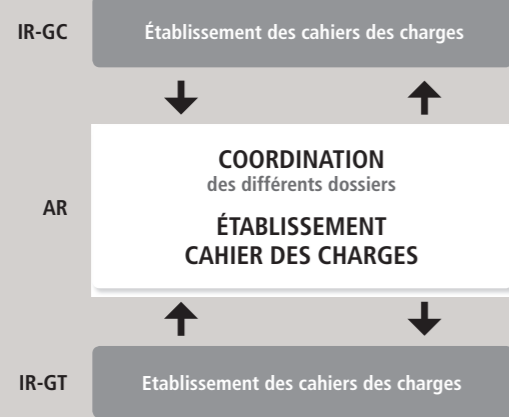 IR-GC
Établissement des cahiers des charges
COORDINATION
des différents dossiers
AR
ÉTABLISSEMENT
CAHIER DES CHARGES
IR-GT
Etablissement des cahiers des charges